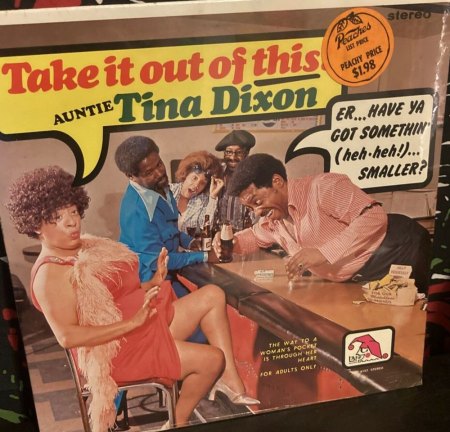 stereo
Peaches
LIST PRICE
PEACHY PRICE
$1.98
Take it out of this
AUNTIE Tina Dixon
ER... HAVE YA
GOT SOMETHIN'
(heh-heh!)...
SMALLER?
THE WAY TO A
WOMAN'S POCKET
IS THROUGH HER
HEART
FOR ADULTS ONLY